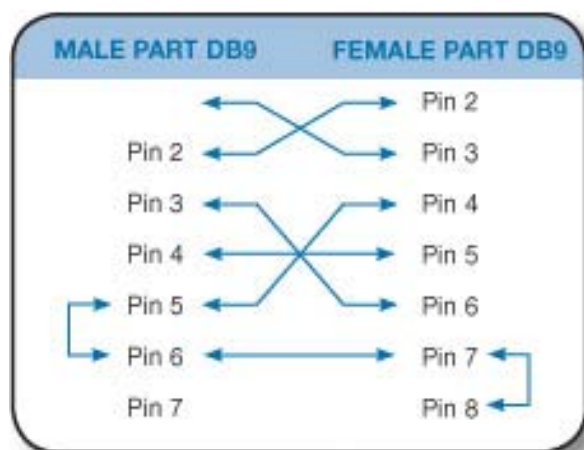 MALE PART DB9 FEMALE PART DB9
Pin 2
Pin 2 Pin 3
Pin 3 Pin 4
Pin 4 Pin 5
Pin 5 Pin 6
Pin 6 Pin 7
Pin 7 Pin 8